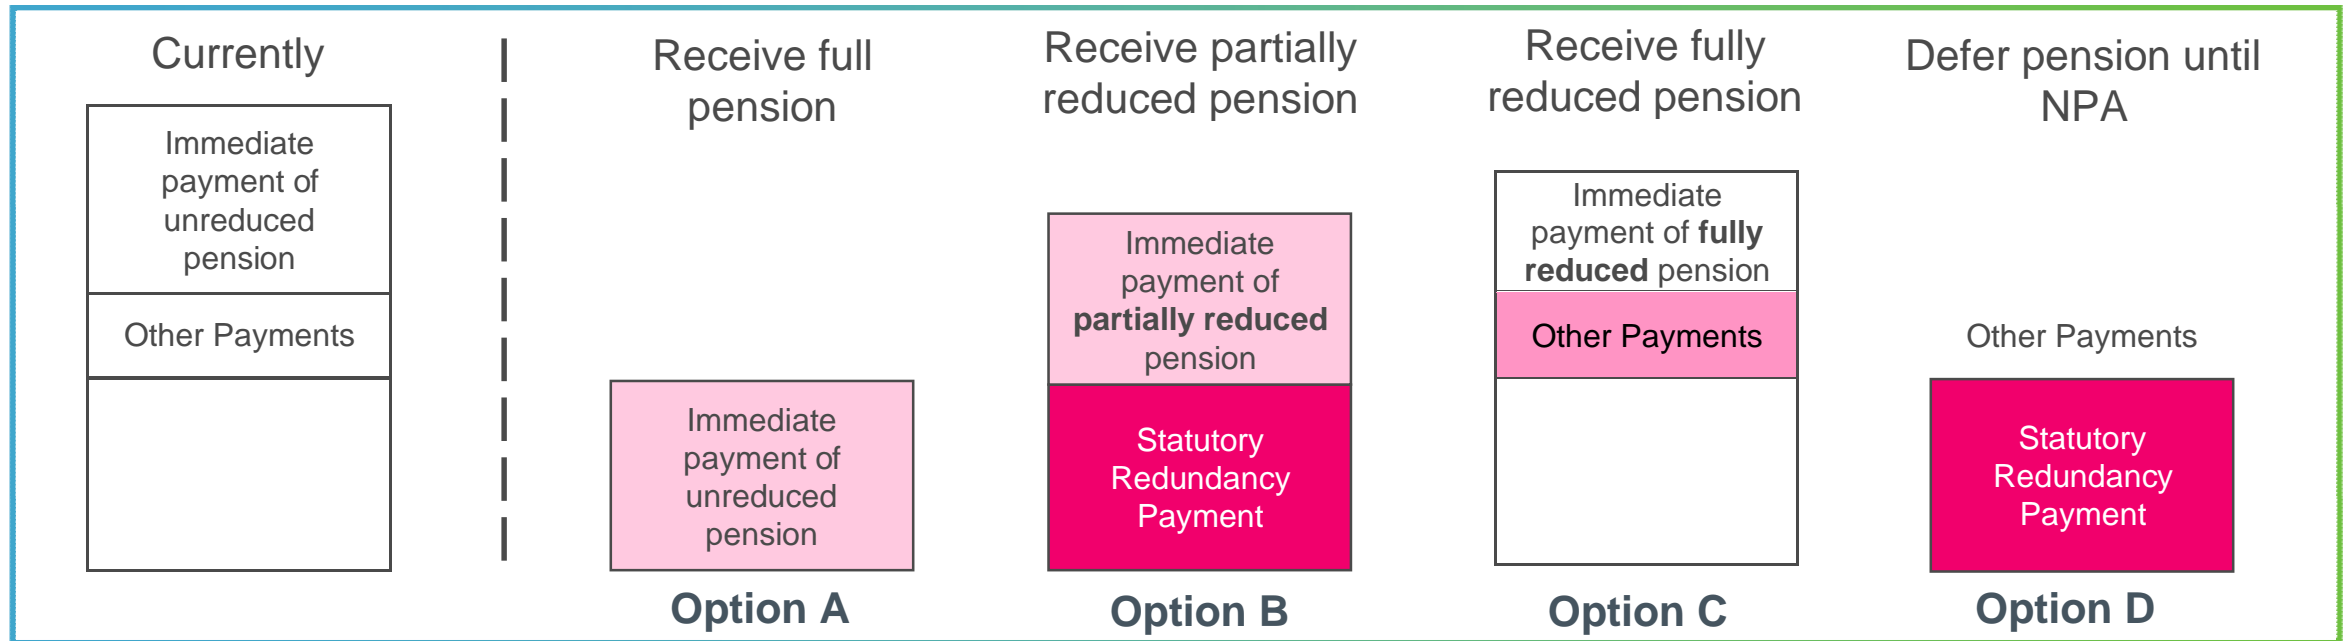 Currently
Immediate
payment of
unreduced
pension
Other Payments
Receive full
pension
Immediate
payment of
unreduced
pension
Option A
Receive partially
reduced pension
Immediate
payment of
partially reduced
pension
Statutory
Redundancy
Payment
Option B
Receive fully
reduced pension
Immediate
payment of fully
reduced pension
Other Payments
Option C
Defer pension until
NPA
Other Payments
Statutory
Redundancy
Payment
Option D